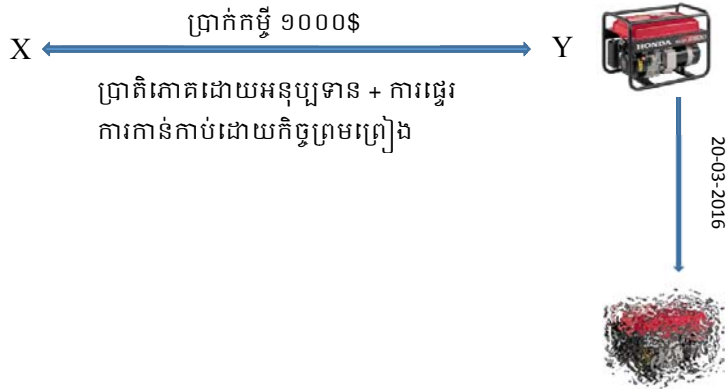 ប្រាក់កម្ចី ១០០០$
X
Y
HONDA
ប្រាតិភោគដោយអនុប្បទាន + ការផ្ទេរ
ការកាន់កាប់ដោយកិច្ចព្រមព្រៀង
20-03-2016